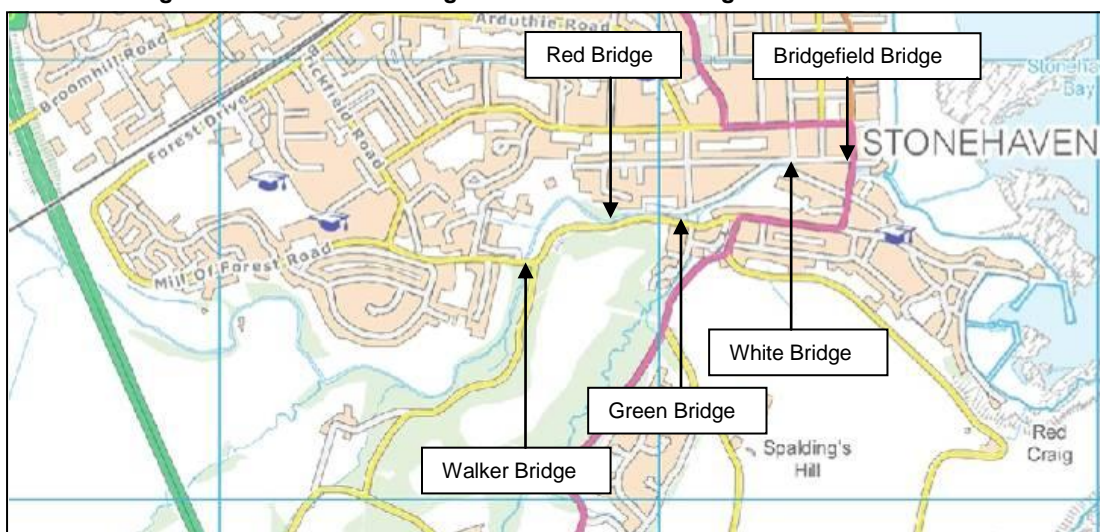 Arduthie Road
Red Bridge
Bridgefield Bridge
Broomhill Road
Forest Drive
Brickfield Road
Bay
STONEHAVEN
Mill Of Forest Road
White Bridge
Green Bridge
Walker Bridge
Spalding's
Hill
Red
Craig